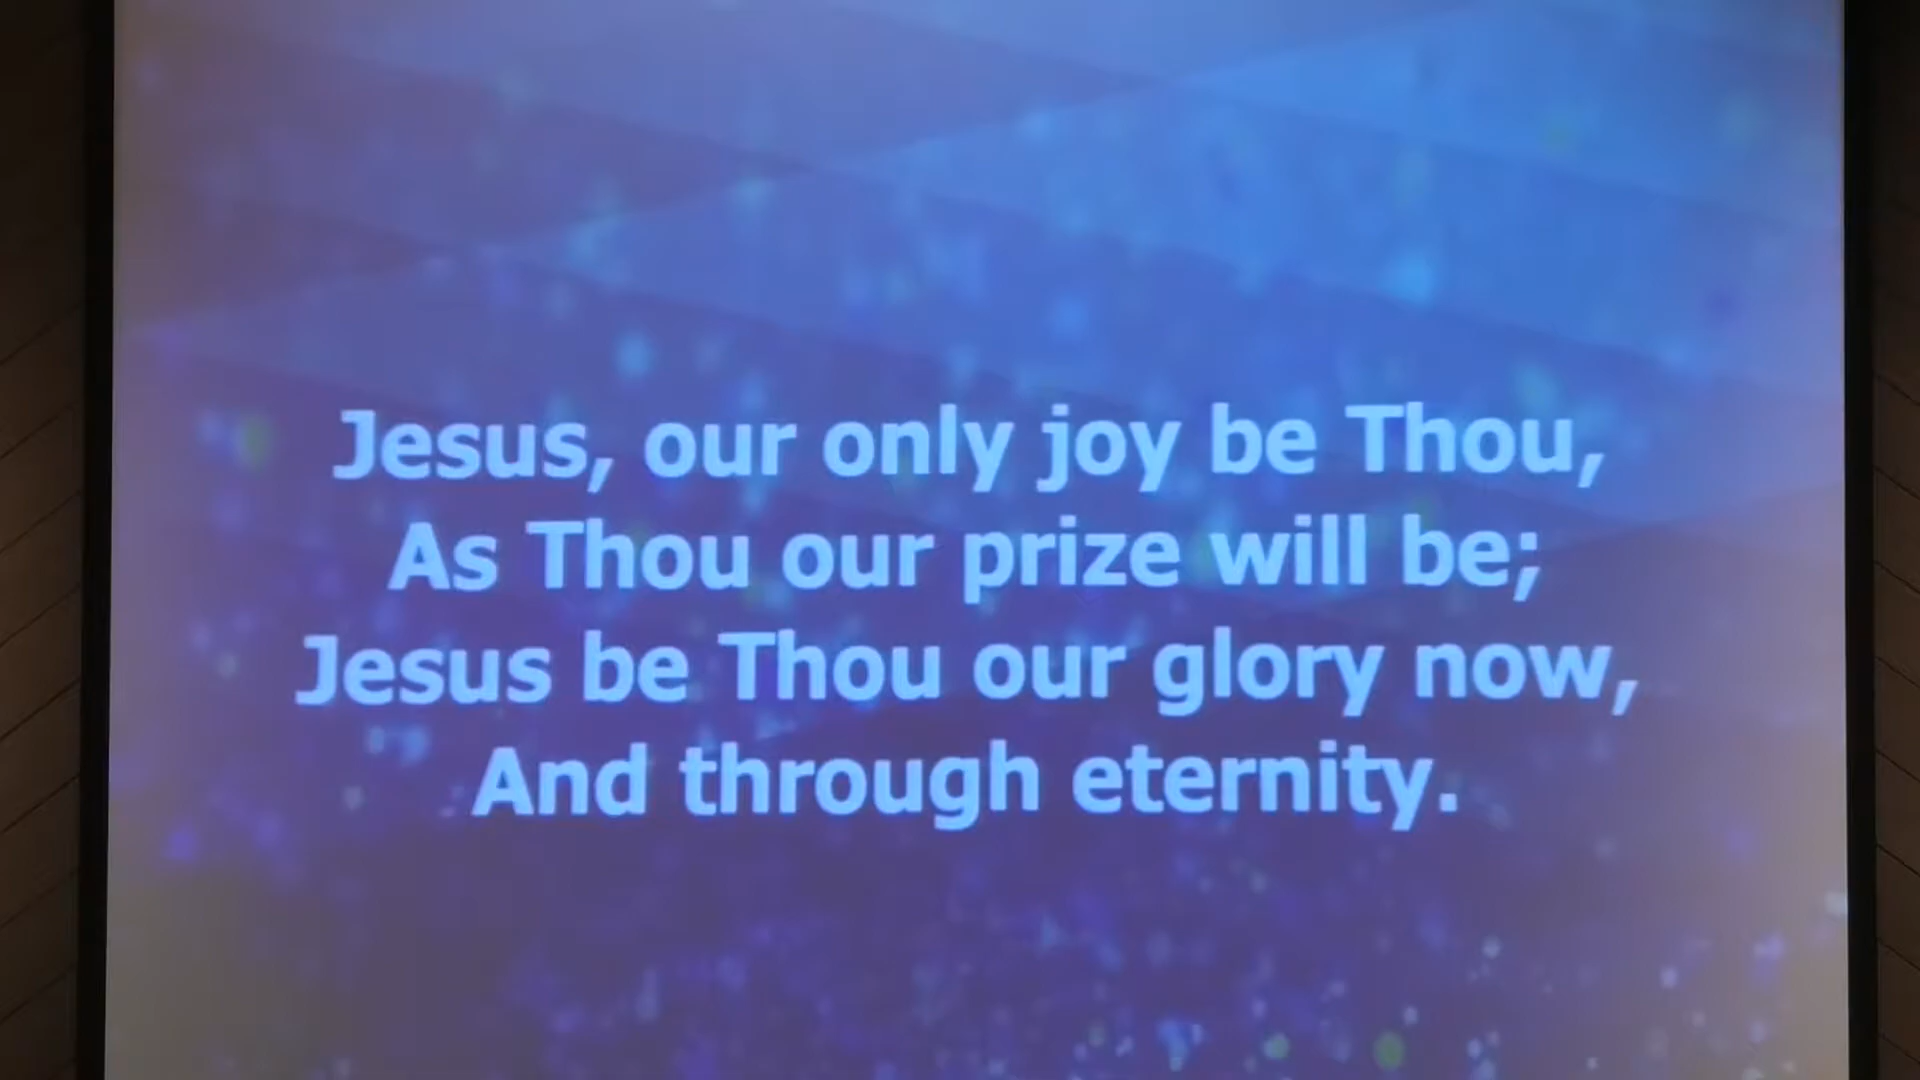 Jesus, our only joy be Thou,
As Thou our prize will be;
Jesus be Thou our glory now,
And through eternity.